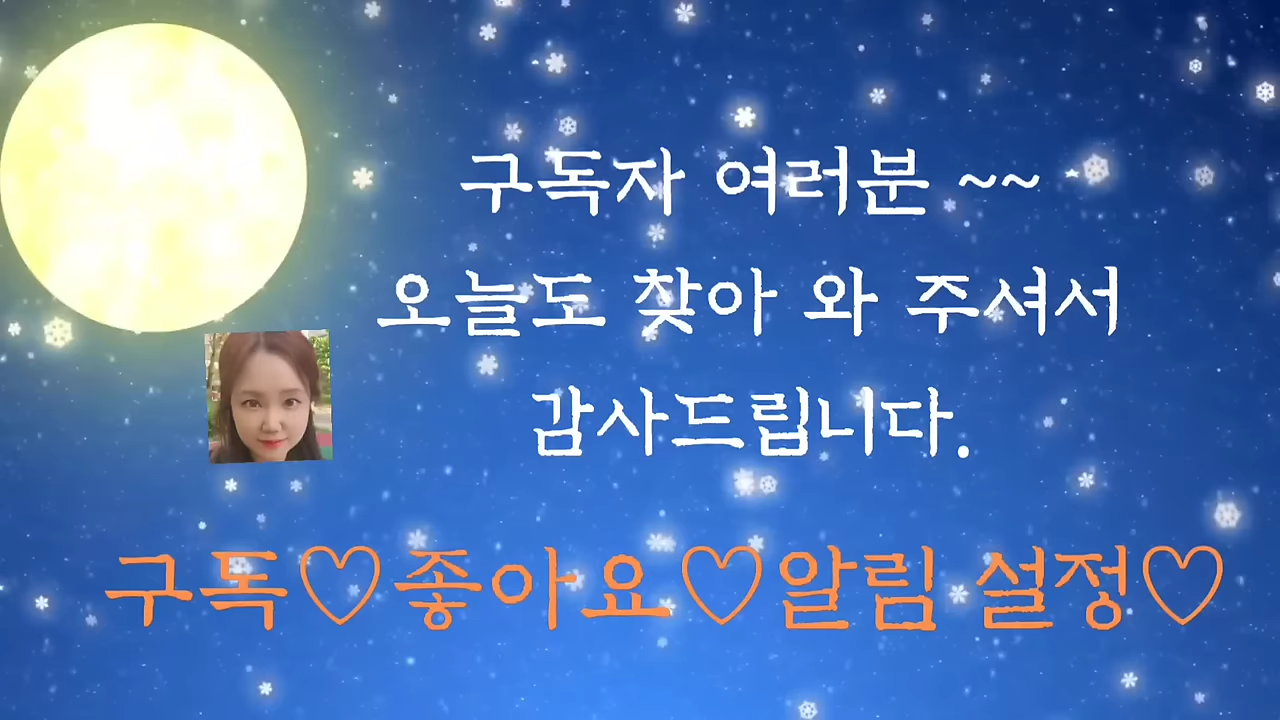 구독자 여러분 ~~
오늘도 찾아 와 주셔서
감사드립니다.
구독♡좋아요♡알림 설정♡